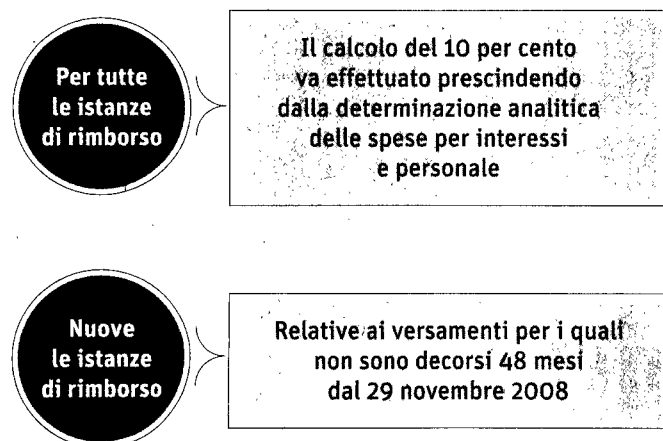 Per tutte
le istanze
di rimborso
Il calcolo del 10 per cento
va effettuato prescindendo
dalla determinazione analitica
delle spese per interessi
e personale
Nuove
le istanze
di rimborso
Relative ai versamenti per i quali
non sono decorsi 48 mesi
dal 29 novembre 2008